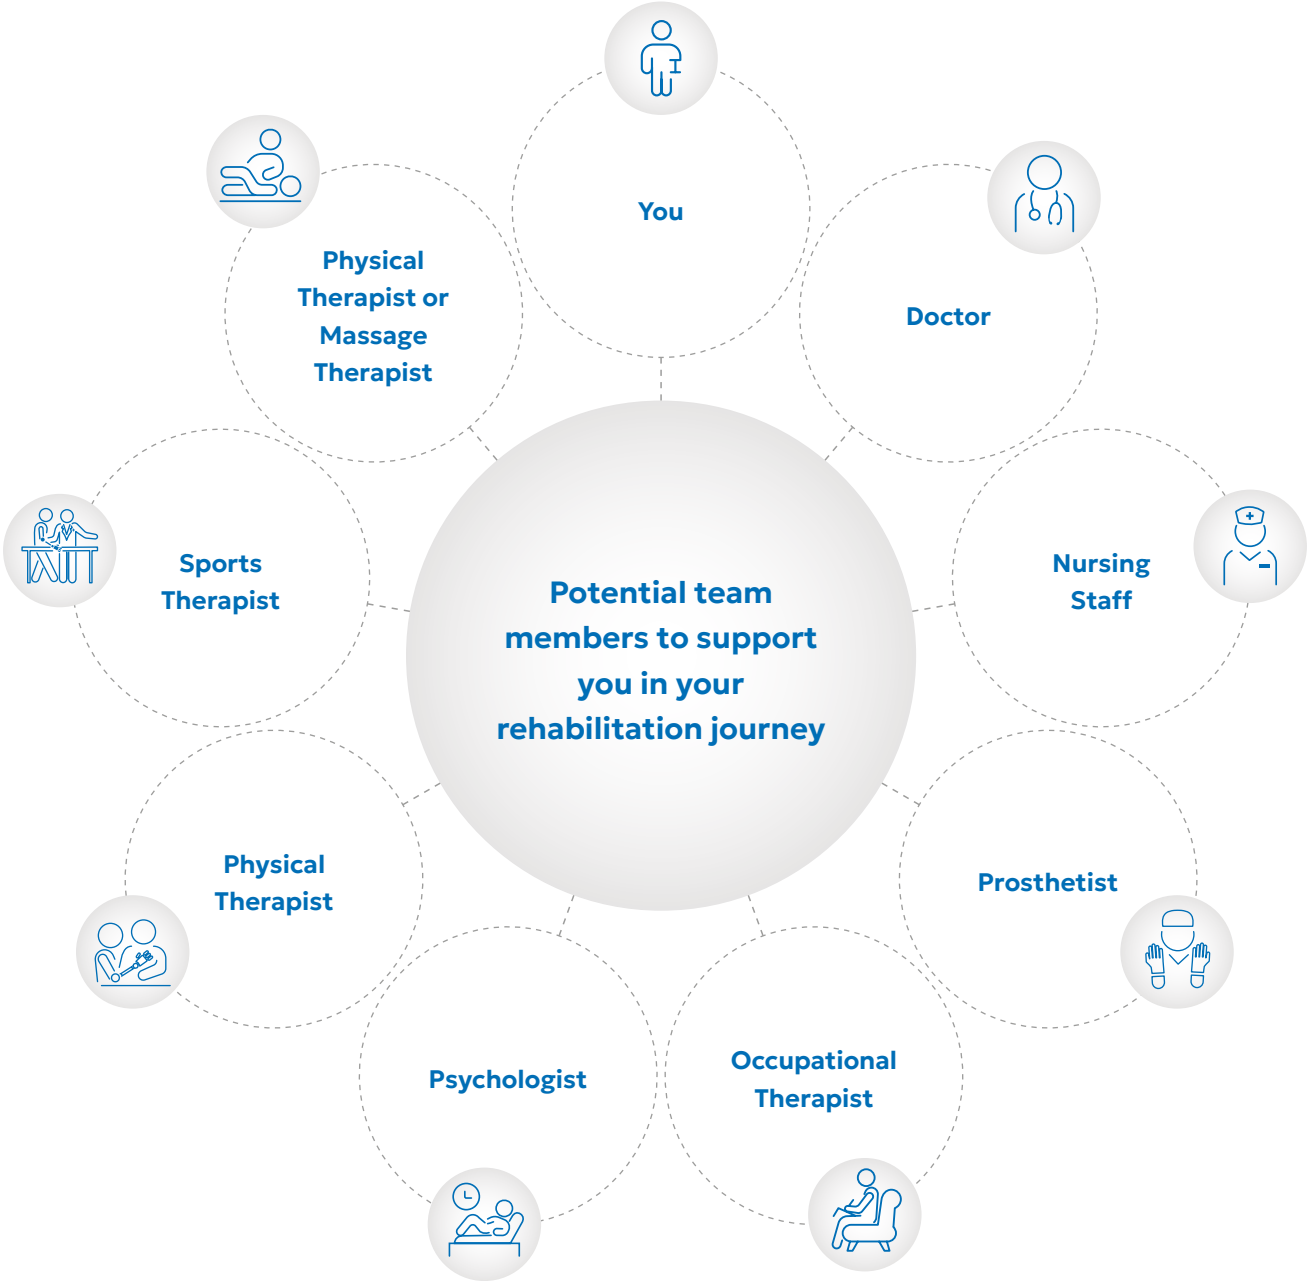 You
Doctor
Nursing
Staff
Prosthetist
Occupational
Therapist
Psychologist
Physical
Therapist
Sports
Therapist
Physical
Therapist or
Massage
Therapist
Potential team
members to support
you in your
rehabilitation journey